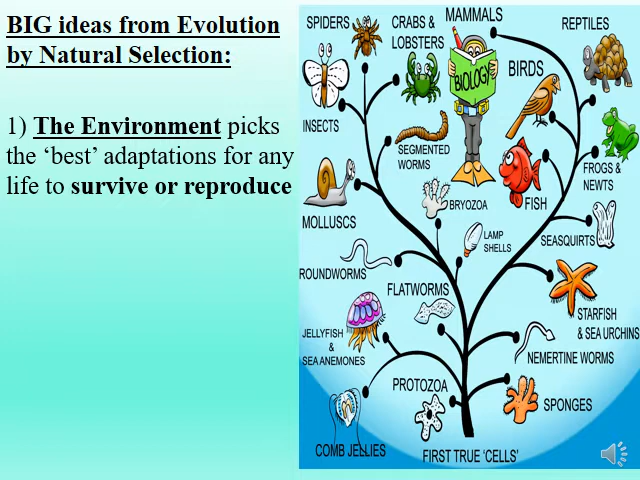 BIG ideas from Evolution
by Natural Selection:
1) The Environment picks
the ‘best’ adaptations for any
life to survive or reproduce
SPIDERS
CRABS &
LOBSTERS
MAMMALS
REPTILES
BIOLOGY
BIRDS
INSECTS
SEGMENTED
WORMS
FROGS &
NEWTS
MOLLUSCS
BRYOZOA
FISH
LAMP
SHELLS
SEASQUIRTS
ROUNDWORMS
FLATWORMS
STARFISH
& SEA URCHINS
JELLYFISH
&
SEA ANEMONES
NEMERTINE WORMS
PROTOZOA
SPONGES
COMB JELLIES
FIRST TRUE ‘CELLS’